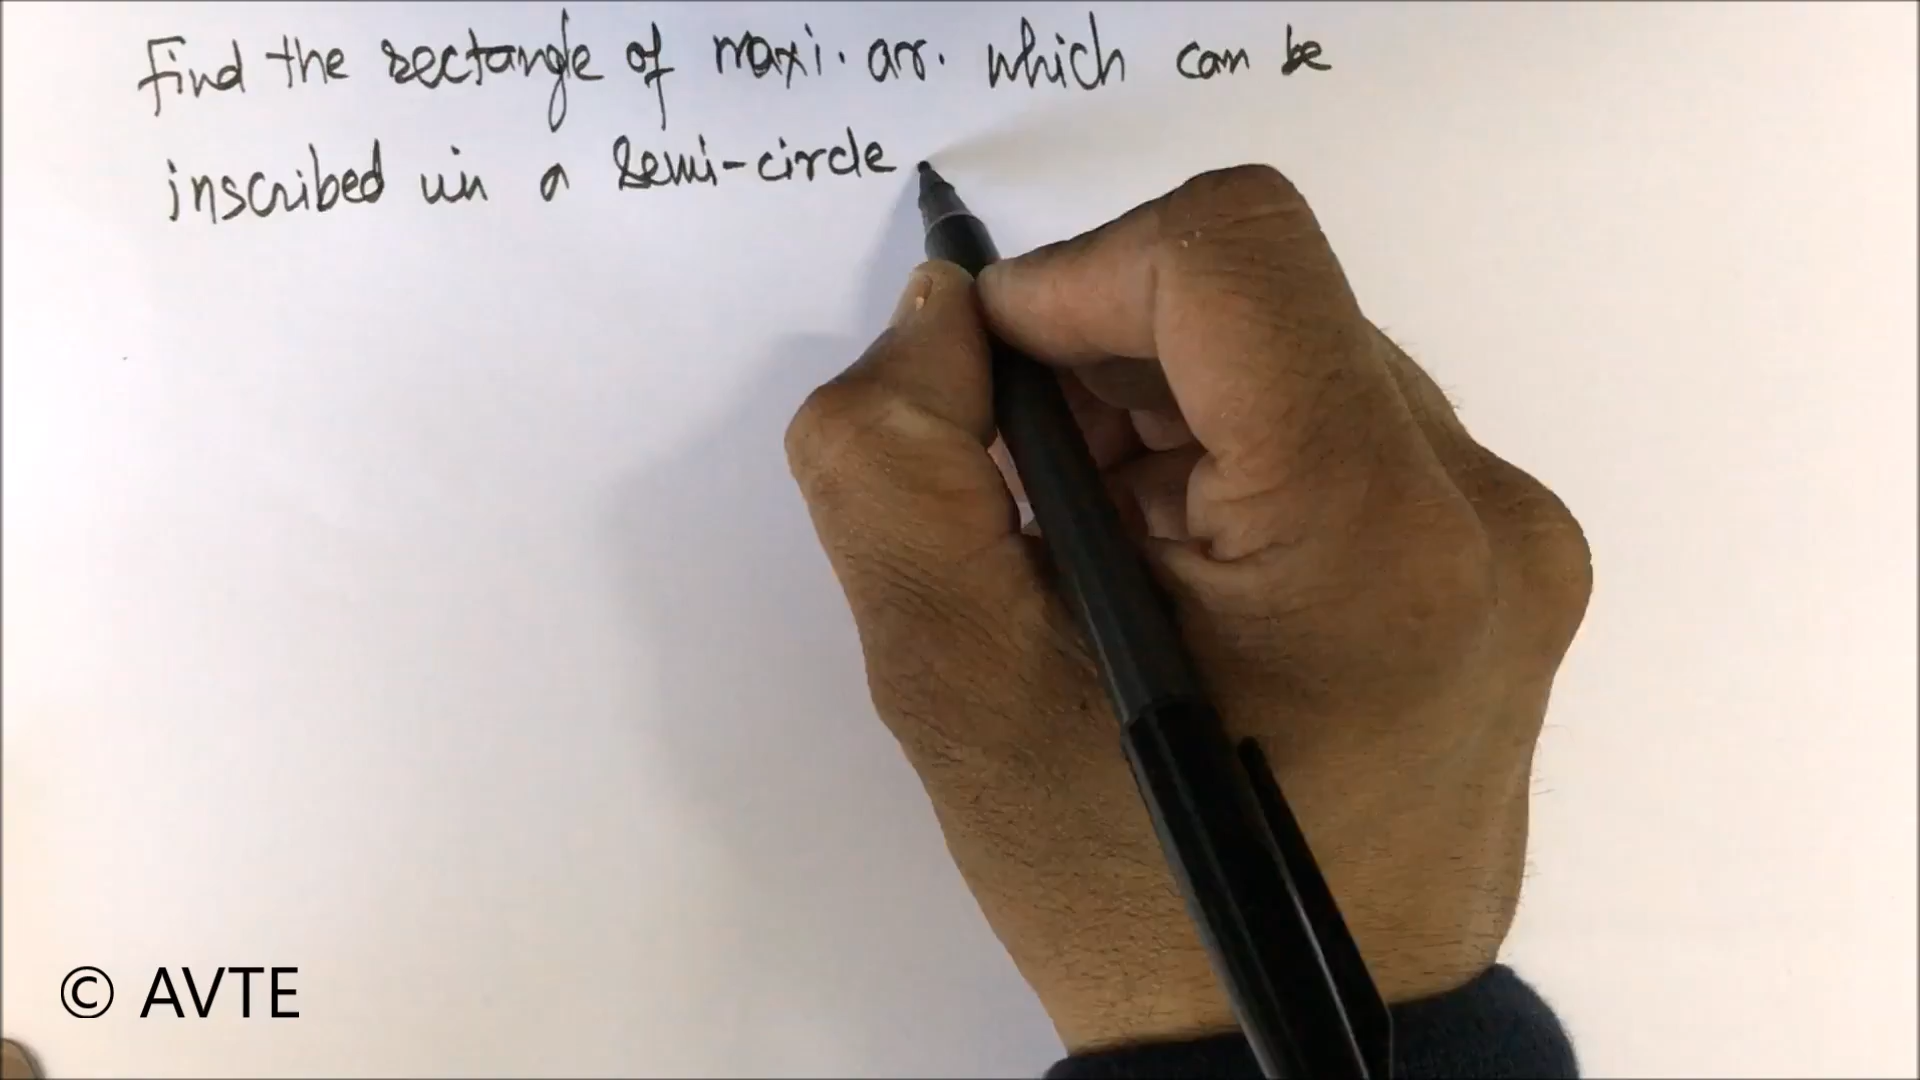 Find the rectangle of maxi. ar. which can be
inscribed in a semi-circle
© AVTE